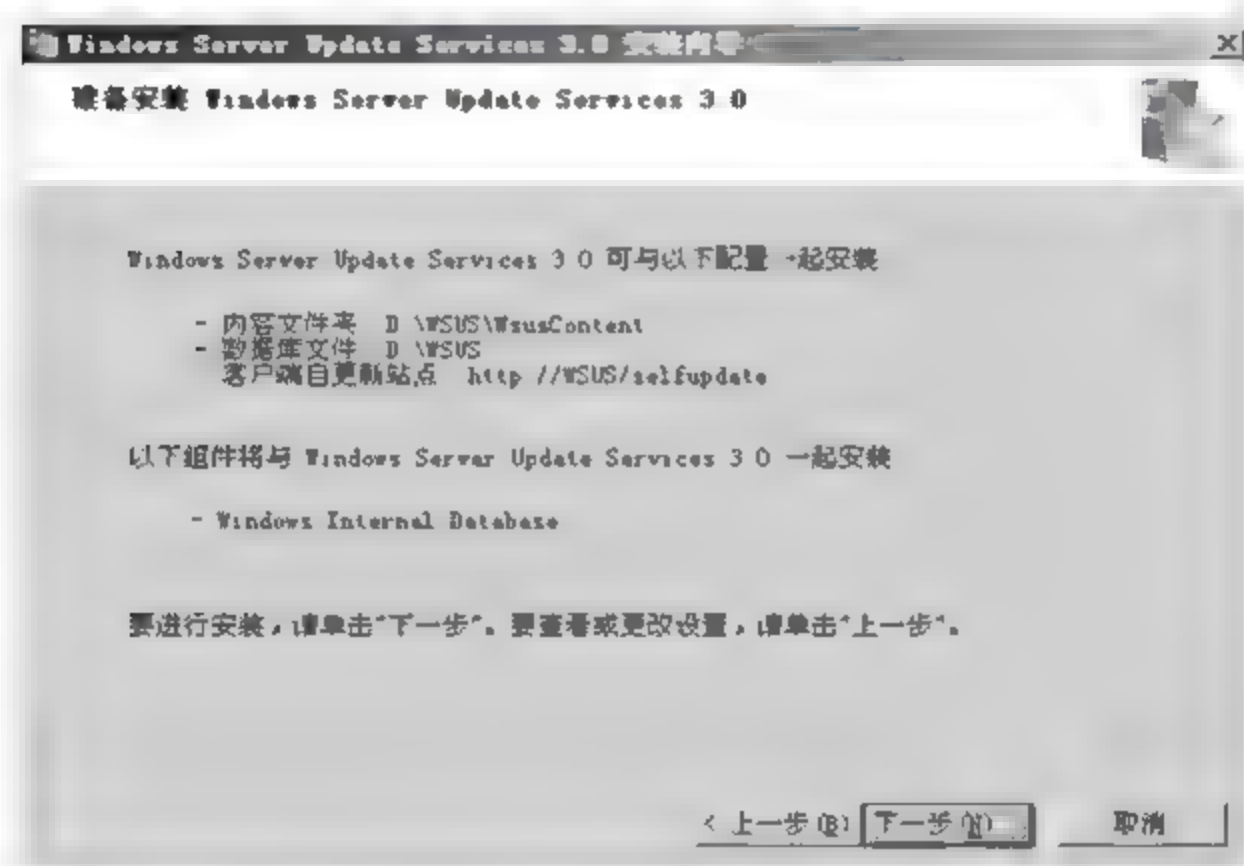 Windows Server Update Services 3.0 安装向导
准备安装 Windows Server Update Services 3 0
Windows Server Update Services 3 0 可与以下配置一起安装
- 内容文件夹 D \WSUS\WsusContent
- 数据库文件 D \WSUS
客户端自更新站点 http //WSUS/selfupdate
以下组件将与 Windows Server Update Services 3 0 一起安装
- Windows Internal Database
要进行安装，请单击"下一步"。要查看或更改设置，请单击"上一步"。
< 上一步(B) 下一步(N) 取消